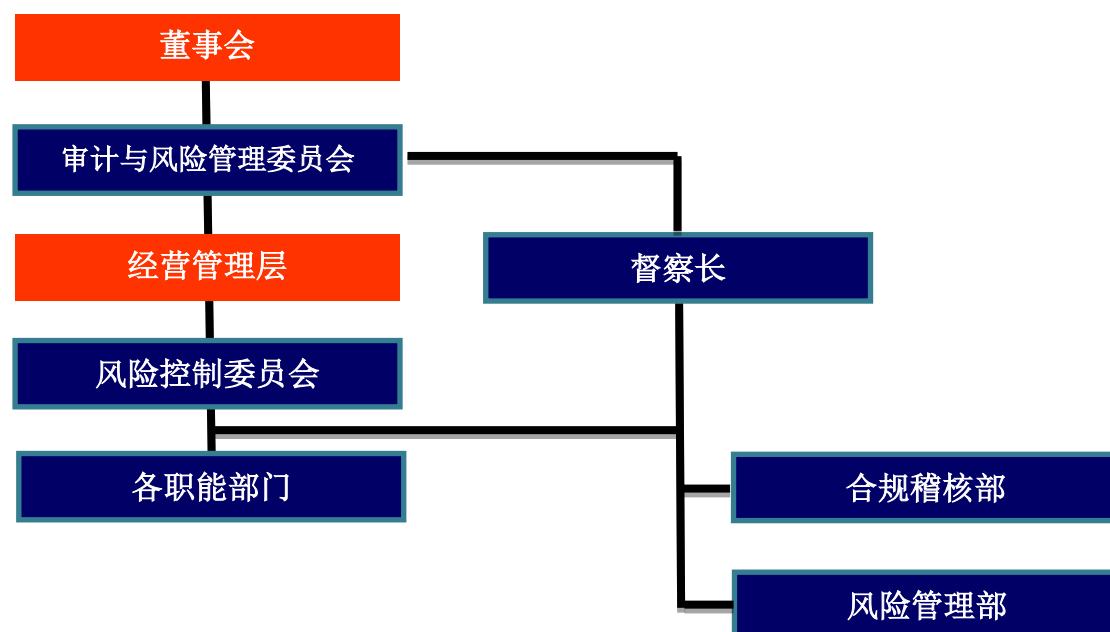 董事会
审计与风险管理委员会
经营管理层
督察长
风险控制委员会
各职能部门
合规稽核部
风险管理部